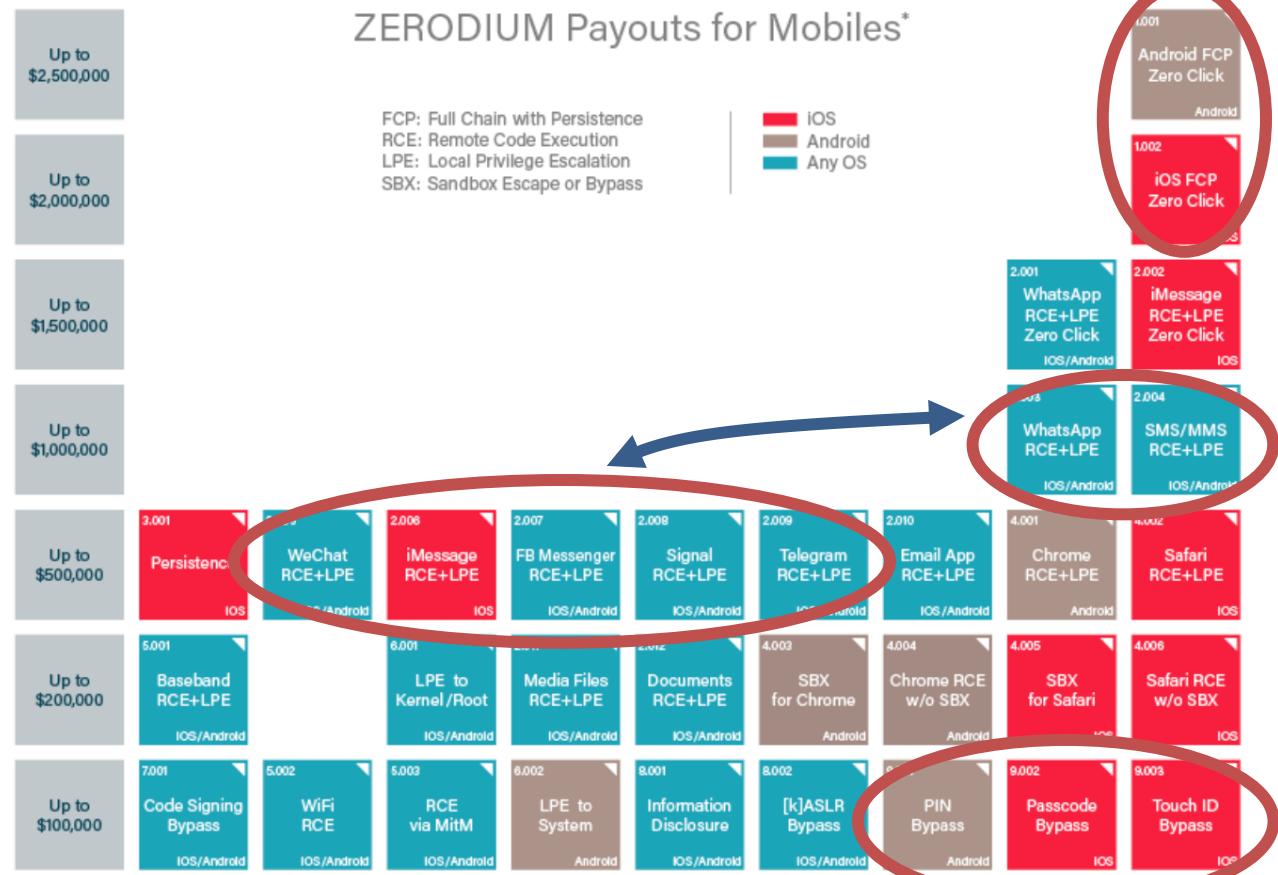 ZERODIUM Payouts for Mobiles*
FCP: Full Chain with Persistence
RCE: Remote Code Execution
LPE: Local Privilege Escalation
SBX: Sandbox Escape or Bypass
iOS
Android
Any OS
Up to
$2,500,000
1.001
Android FCP
Zero Click
Android
Up to
$2,000,000
1.002
iOS FCP
Zero Click
Up to
$1,500,000
2.001
WhatsApp
RCE+LPE
Zero Click
iOS/Android
2.002
iMessage
RCE+LPE
Zero Click
iOS
Up to
$1,000,000
WhatsApp
RCE+LPE
iOS/Android
2.004
SMS/MMS
RCE+LPE
iOS/Android
Up to
$500,000
3.001
Persistence
iOS
WeChat
RCE+LPE
iOS/Android
2.006
iMessage
RCE+LPE
iOS
2.007
FB Messenger
RCE+LPE
iOS/Android
2.008
Signal
RCE+LPE
iOS/Android
2.009
Telegram
RCE+LPE
iOS/Android
2.010
Email App
RCE+LPE
iOS/Android
4.001
Chrome
RCE+LPE
Android
4.002
Safari
RCE+LPE
iOS
Up to
$200,000
5.001
Baseband
RCE+LPE
iOS/Android
6.001
LPE to
Kernel/Root
iOS/Android
Media Files
RCE+LPE
iOS/Android
2.012
Documents
RCE+LPE
iOS/Android
4.003
SBX
for Chrome
Android
4.004
Chrome RCE
w/o SBX
Android
4.005
SBX
for Safari
iOS
4.006
Safari RCE
w/o SBX
iOS
Up to
$100,000
7.001
Code Signing
Bypass
iOS/Android
5.002
WiFi
RCE
iOS/Android
5.003
RCE
via MitM
iOS/Android
6.002
LPE to
System
Android
8.001
Information
Disclosure
iOS/Android
8.002
[k]ASLR
Bypass
iOS/Android
PIN
Bypass
Android
9.002
Passcode
Bypass
iOS
9.003
Touch ID
Bypass
iOS